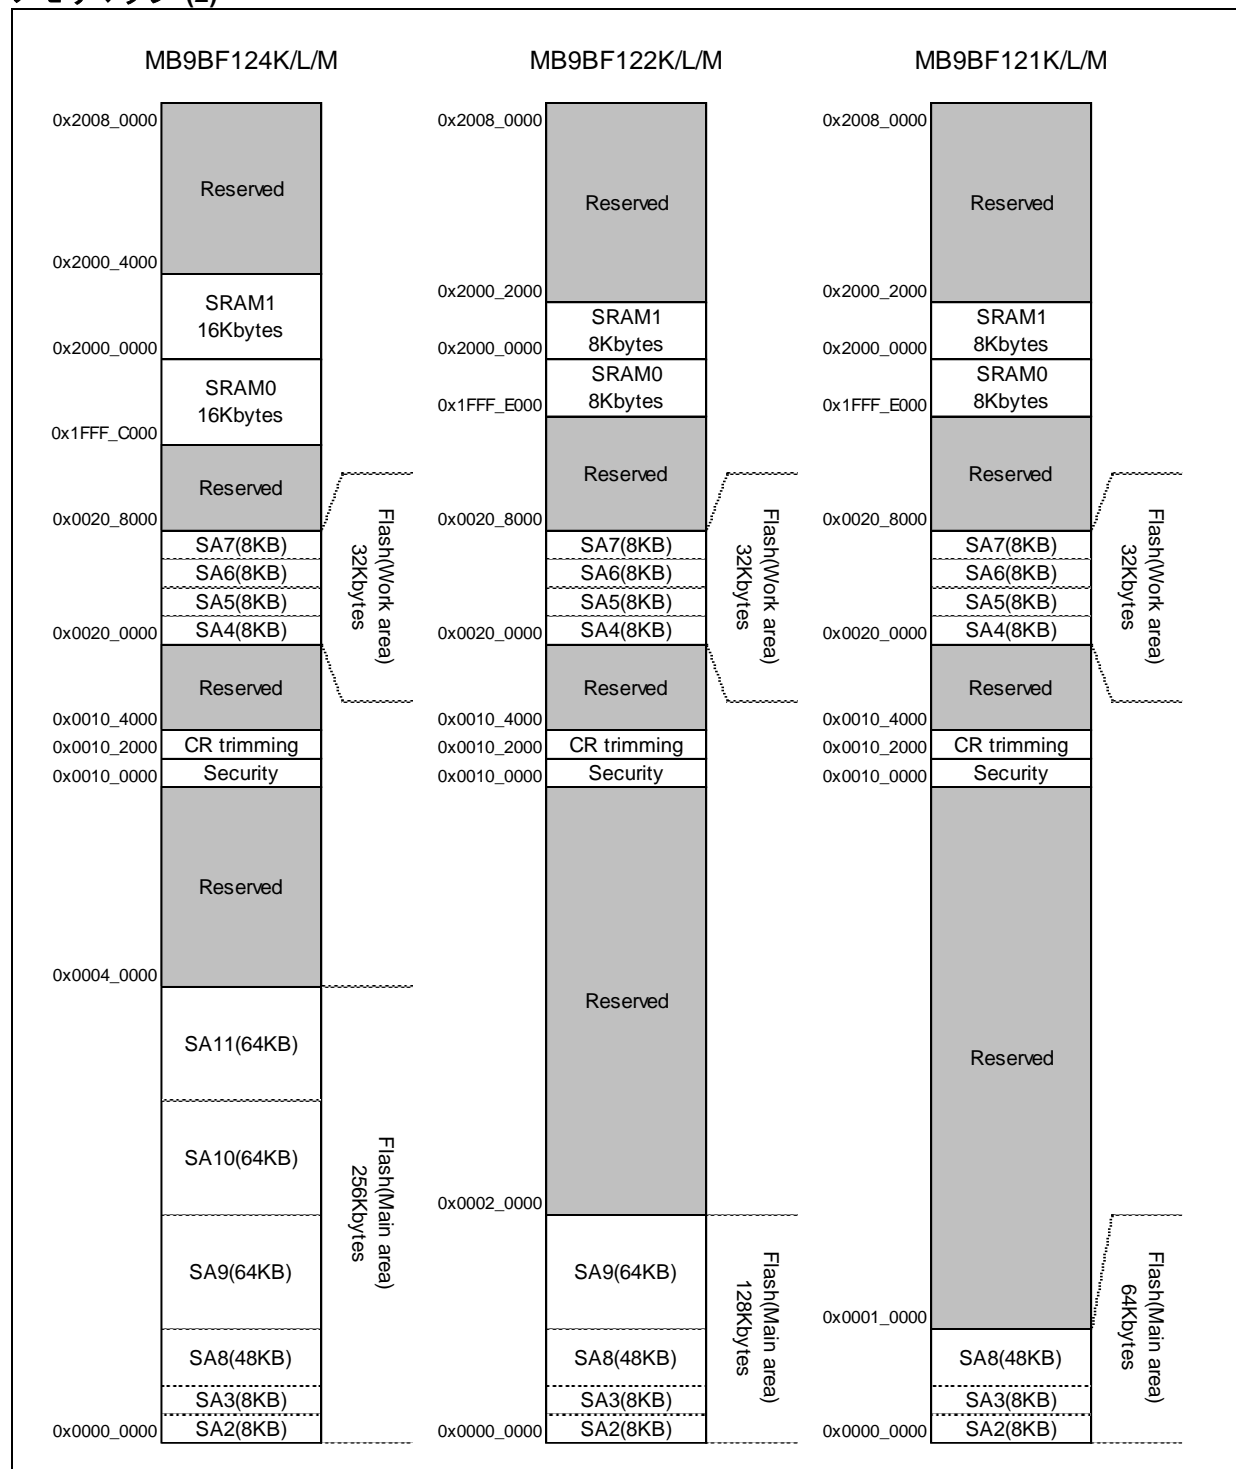 MB9BF124K/L/M
0x2008_0000
Reserved
0x2000_4000
SRAM1
16Kbytes
0x2000_0000
SRAM0
16Kbytes
0x1FFF_C000
Reserved
0x0020_8000
SA7(8KB)
SA6(8KB)
SA5(8KB)
SA4(8KB)
0x0020_0000
Flash(Work area)
32Kbytes
Reserved
0x0010_4000
CR trimming
0x0010_2000
Security
0x0010_0000
Reserved
0x0004_0000
SA11(64KB)
SA10(64KB)
SA9(64KB)
SA8(48KB)
SA3(8KB)
SA2(8KB)
0x0000_0000
Flash(Main area)
256Kbytes
MB9BF122K/L/M
0x2008_0000
Reserved
0x2000_2000
SRAM1
8Kbytes
0x2000_0000
SRAM0
8Kbytes
0x1FFF_E000
Reserved
0x0020_8000
SA7(8KB)
SA6(8KB)
SA5(8KB)
SA4(8KB)
0x0020_0000
Flash(Work area)
32Kbytes
Reserved
0x0010_4000
CR trimming
0x0010_2000
Security
0x0010_0000
Reserved
0x0002_0000
SA9(64KB)
SA8(48KB)
SA3(8KB)
SA2(8KB)
0x0000_0000
Flash(Main area)
128Kbytes
MB9BF121K/L/M
0x2008_0000
Reserved
0x2000_2000
SRAM1
8Kbytes
0x2000_0000
SRAM0
8Kbytes
0x1FFF_E000
Reserved
0x0020_8000
SA7(8KB)
SA6(8KB)
SA5(8KB)
SA4(8KB)
0x0020_0000
Flash(Work area)
32Kbytes
Reserved
0x0010_4000
CR trimming
0x0010_2000
Security
0x0010_0000
Reserved
0x0001_0000
SA8(48KB)
SA3(8KB)
SA2(8KB)
0x0000_0000
Flash(Main area)
64Kbytes